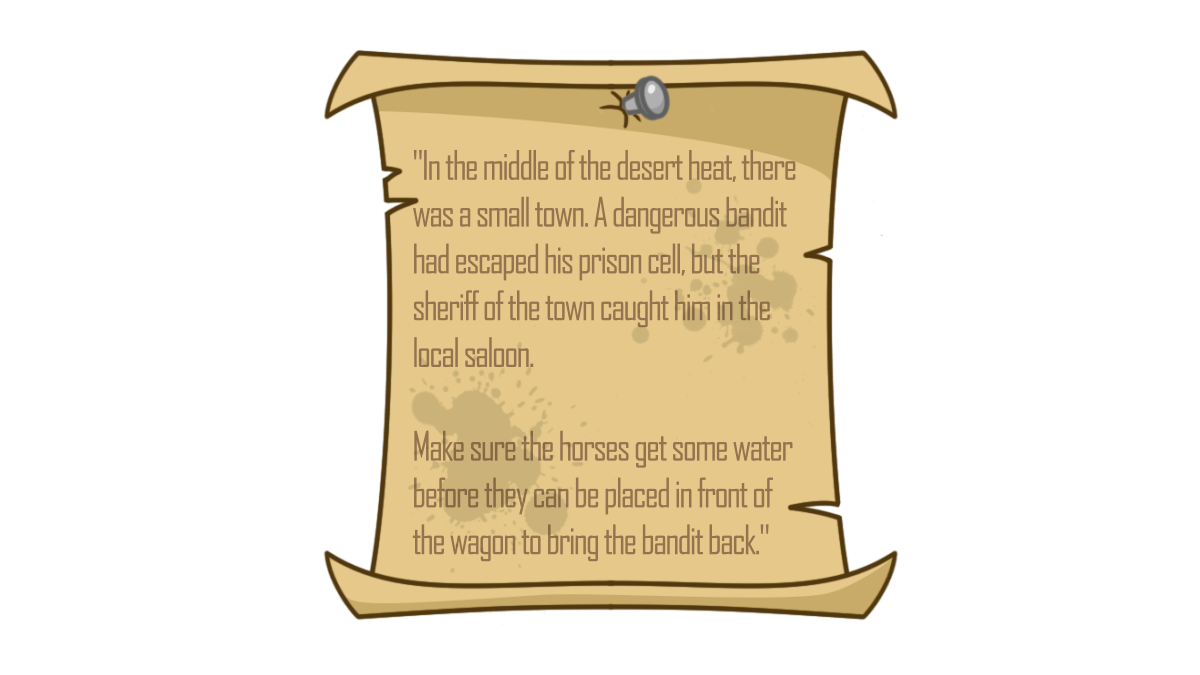 "In the middle of the desert heat, there
was a small town. A dangerous bandit
had escaped his prison cell, but the
sheriff of the town caught him in the
local saloon.
Make sure the horses get some water
before they can be placed in front of
the wagon to bring the bandit back."